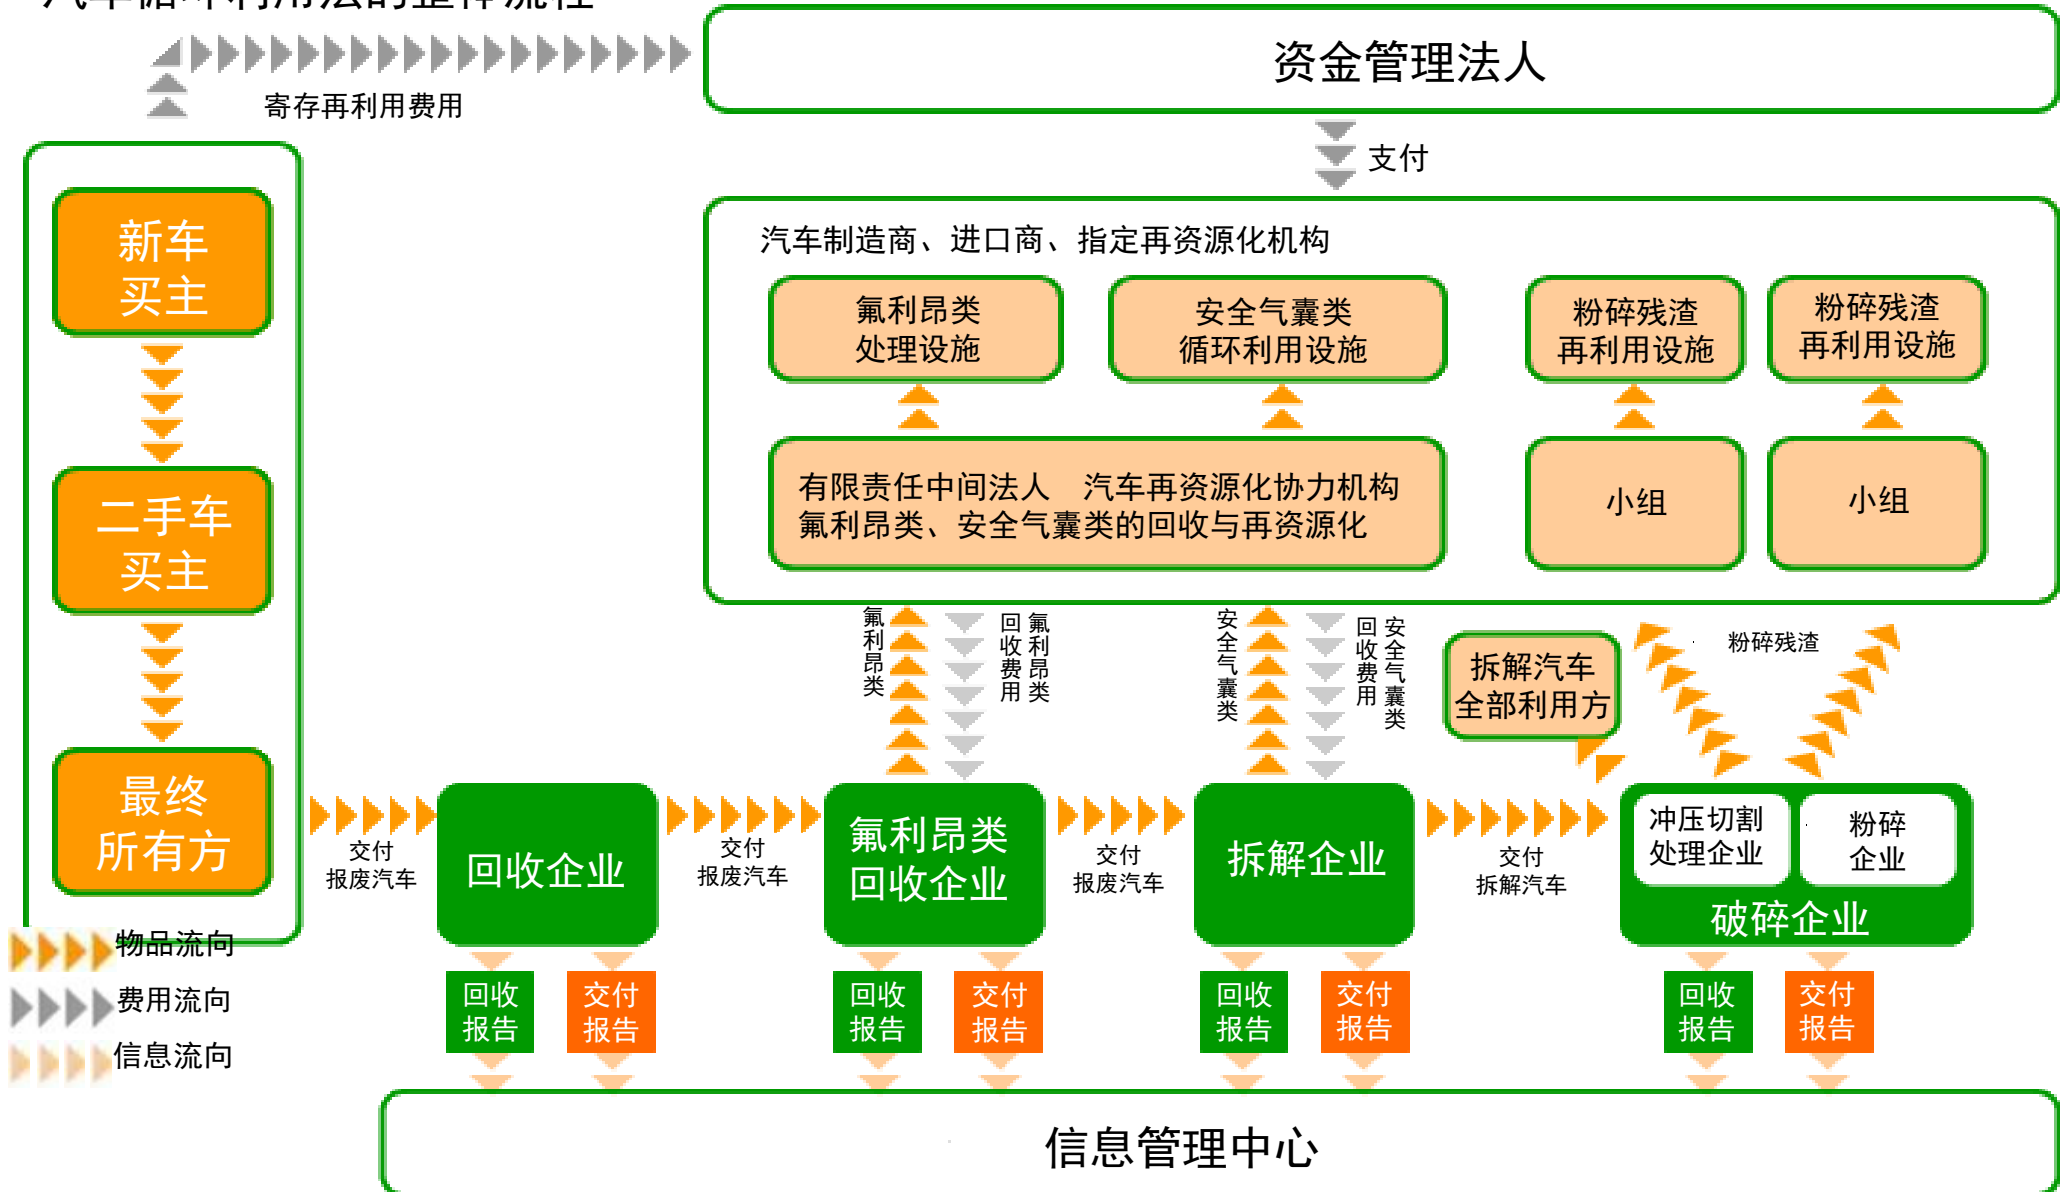 汽车循环利用法的整体流程
资金管理法人
寄存再利用费用
支付
新车
买主
二手车
买主
最终
所有方
汽车制造商、进口商、指定再资源化机构
氟利昂类
处理设施
安全气囊类
循环利用设施
粉碎残渣
再利用设施
粉碎残渣
再利用设施
有限责任中间法人　汽车再资源化协力机构
氟利昂类、安全气囊类的回收与再资源化
小组
小组
氟利昂类
氟利昂类
回收费用
安全气囊类
安全气囊类
回收费用
拆解汽车
全部利用方
粉碎残渣
交付
报废汽车
回收企业
交付
报废汽车
氟利昂类
回收企业
交付
报废汽车
拆解企业
交付
拆解汽车
冲压切割
处理企业
粉碎
企业
破碎企业
物品流向
费用流向
信息流向
回收
报告
交付
报告
回收
报告
交付
报告
回收
报告
交付
报告
回收
报告
交付
报告
信息管理中心